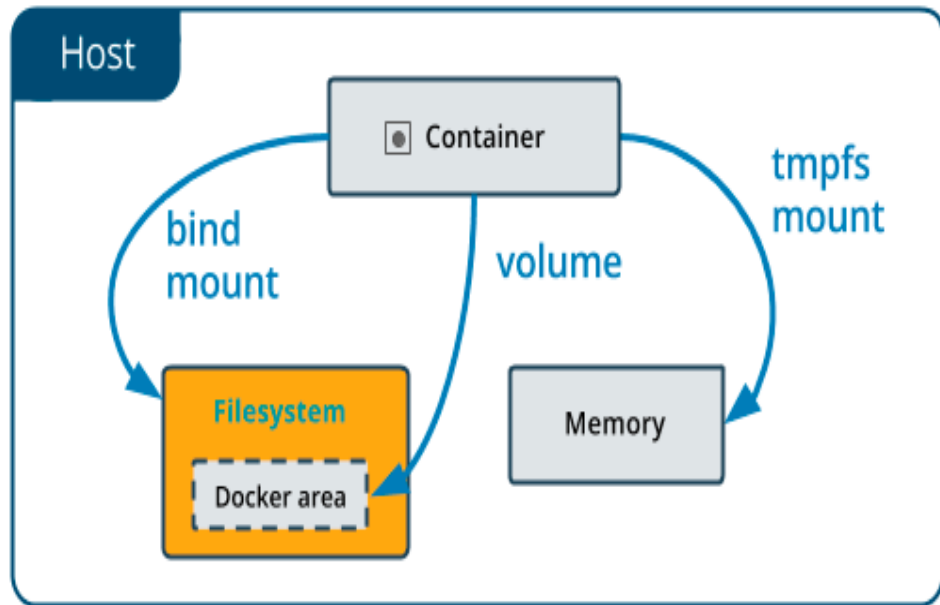 Host
Container
bind
mount
volume
tmpfs
mount
Filesystem
Docker area
Memory